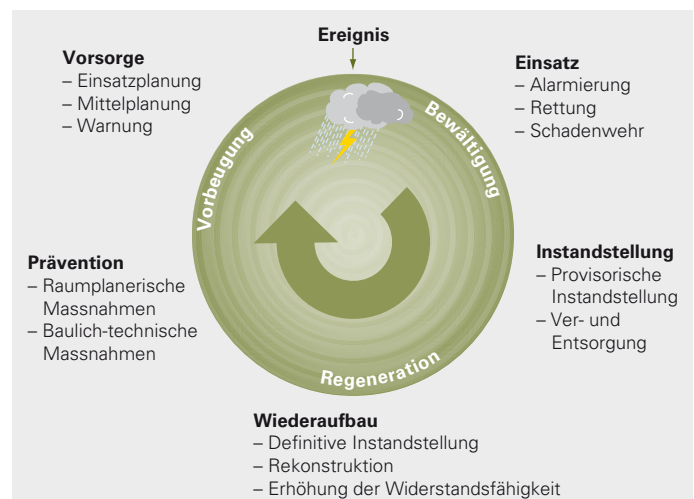 Ereignis
Vorsorge
– Einsatzplanung
– Mittelplanung
– Warnung
Einsatz
– Alarmierung
– Rettung
– Schadenwehr
Vorbeugung
Bewältigung
Prävention
– Raumplanerische
Massnahmen
– Baulich-technische
Massnahmen
Instandstellung
– Provisorische
Instandstellung
– Ver- und
Entsorgung
Regeneration
Wiederaufbau
– Definitive Instandstellung
– Rekonstruktion
– Erhöhung der Widerstandsfähigkeit